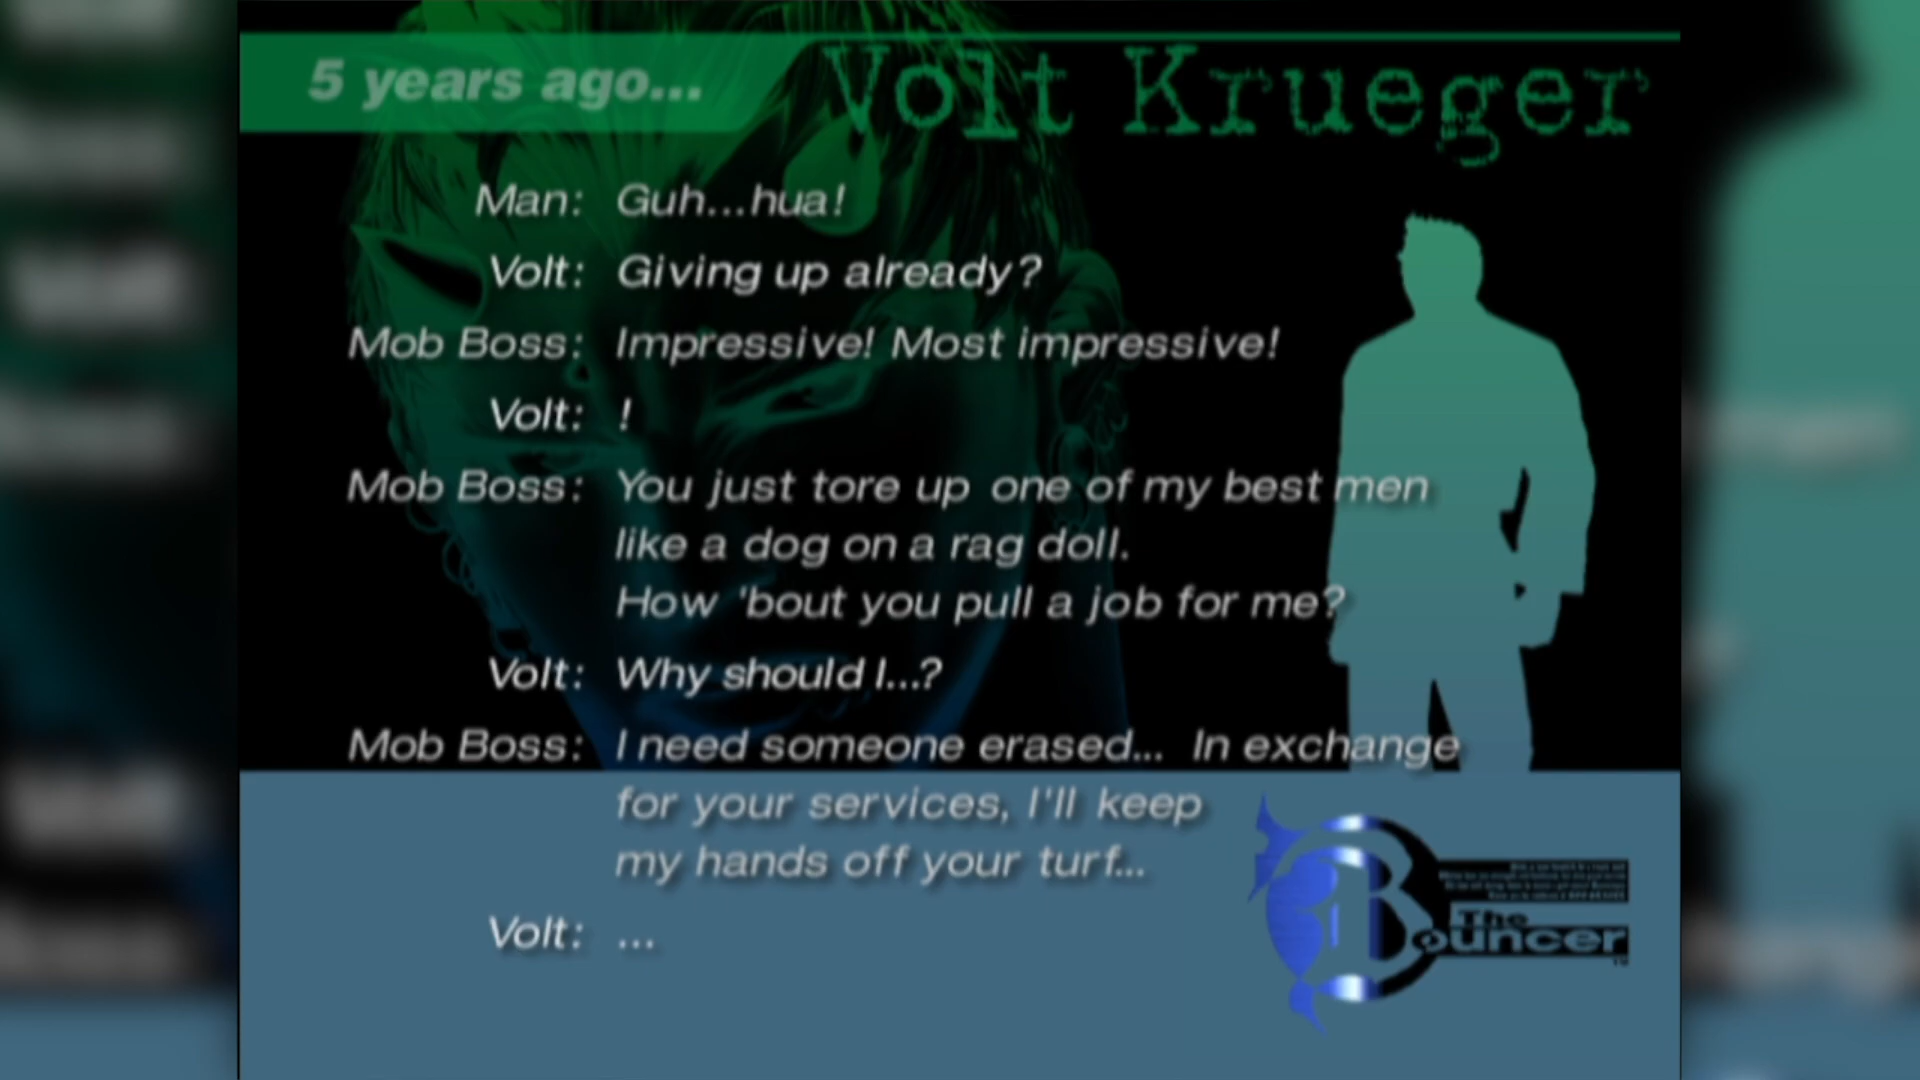 5 years ago...
Volt Krueger
Man: Guh...hua!
Volt: Giving up already?
Mob Boss: Impressive! Most impressive!
Volt: !
Mob Boss: You just tore up one of my best men
like a dog on a rag doll.
How 'bout you pull a job for me?
Volt: Why should I...?
Mob Boss: I need someone erased... In exchange
for your services, I'll keep
my hands off your turf...
Volt: ...
The
Bouncer